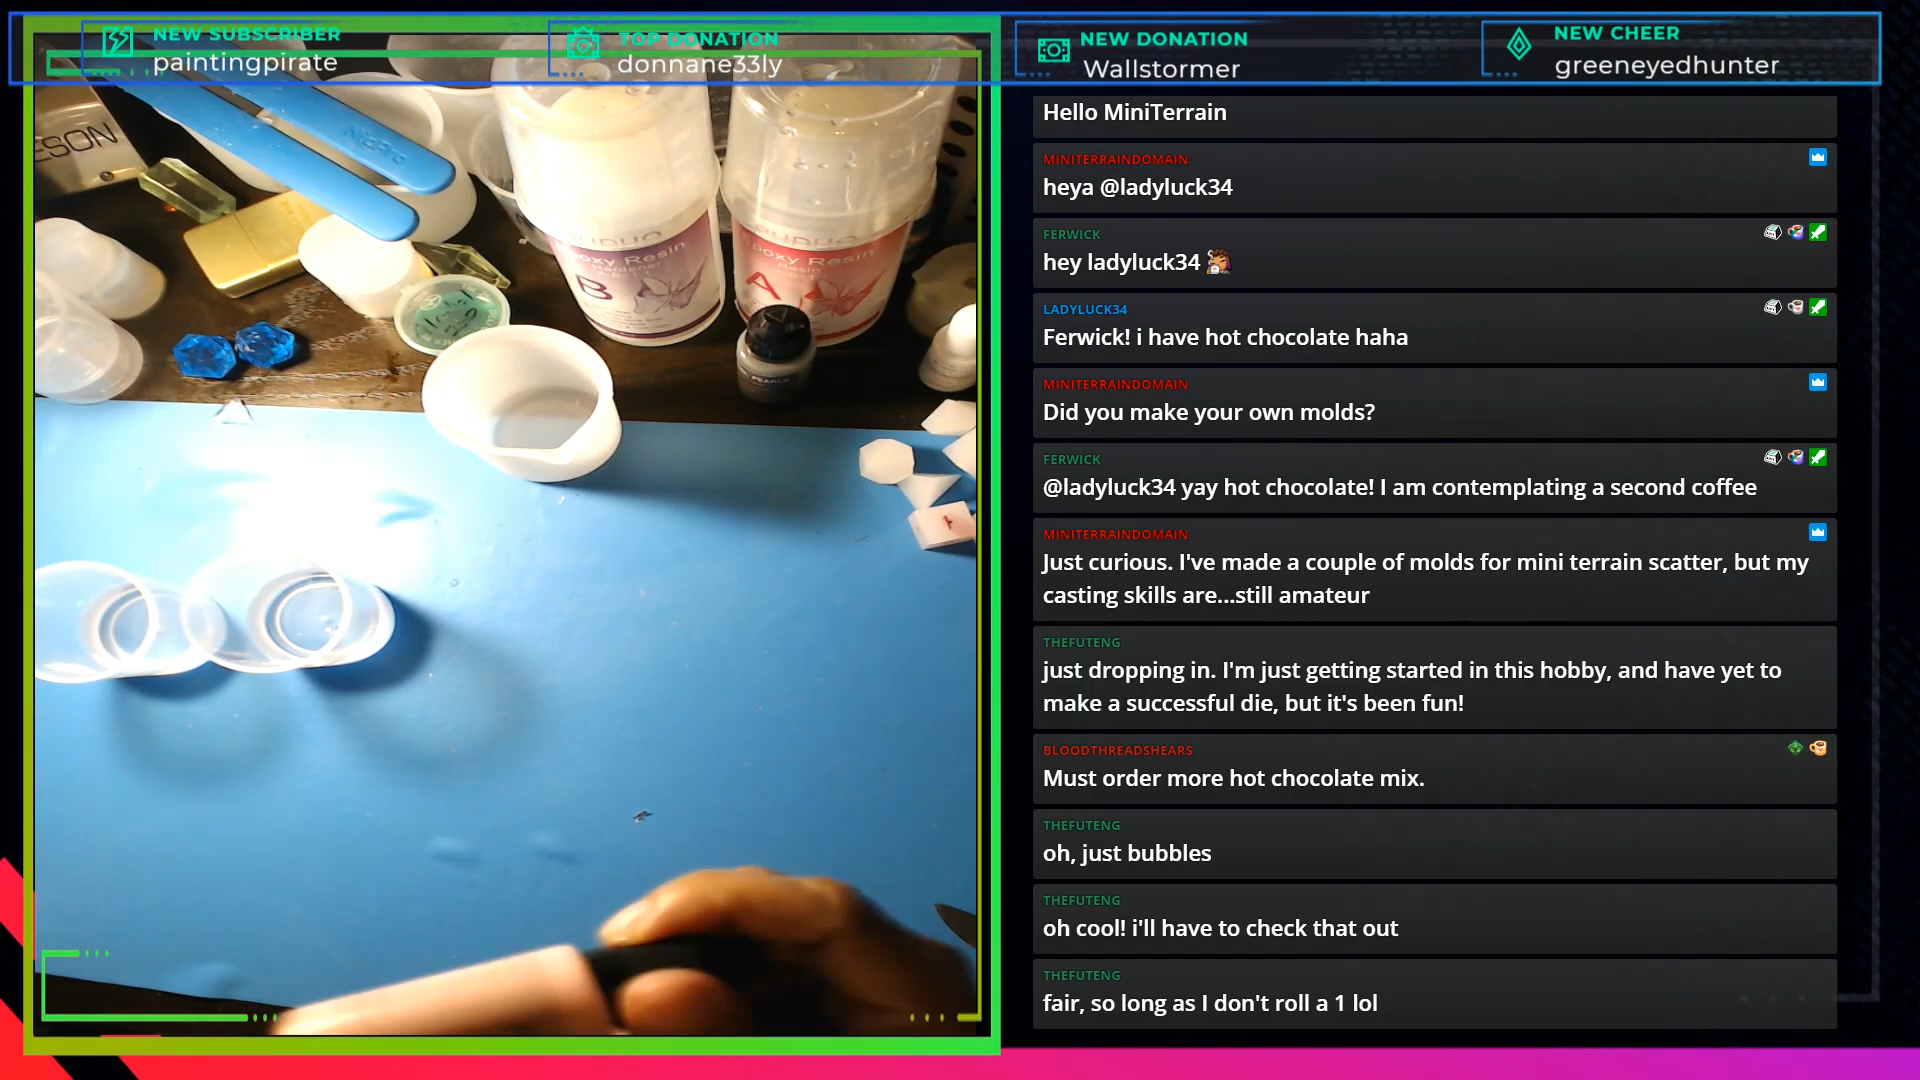 NEW SUBSCRIBER
paintingpirate
TOP DONATION
donnane33ly
NEW DONATION
Wallstormer
NEW CHEER
greeneyedhunter
ESON
Epoxy Resin
Hardener
B
Epoxy Resin
Resin
A
PEARLS
Hello MiniTerrain
MINITERRAINDOMAIN
heya @ladyluck34
FERWICK
hey ladyluck34
LADYLUCK34
Ferwick! i have hot chocolate haha
MINITERRAINDOMAIN
Did you make your own molds?
FERWICK
@ladyluck34 yay hot chocolate! I am contemplating a second coffee
MINITERRAINDOMAIN
Just curious. I've made a couple of molds for mini terrain scatter, but my
casting skills are...still amateur
THEFUTENG
just dropping in. I'm just getting started in this hobby, and have yet to
make a successful die, but it's been fun!
BLOODTHREADSHEARS
Must order more hot chocolate mix.
THEFUTENG
oh, just bubbles
THEFUTENG
oh cool! i'll have to check that out
THEFUTENG
fair, so long as I don't roll a 1 lol